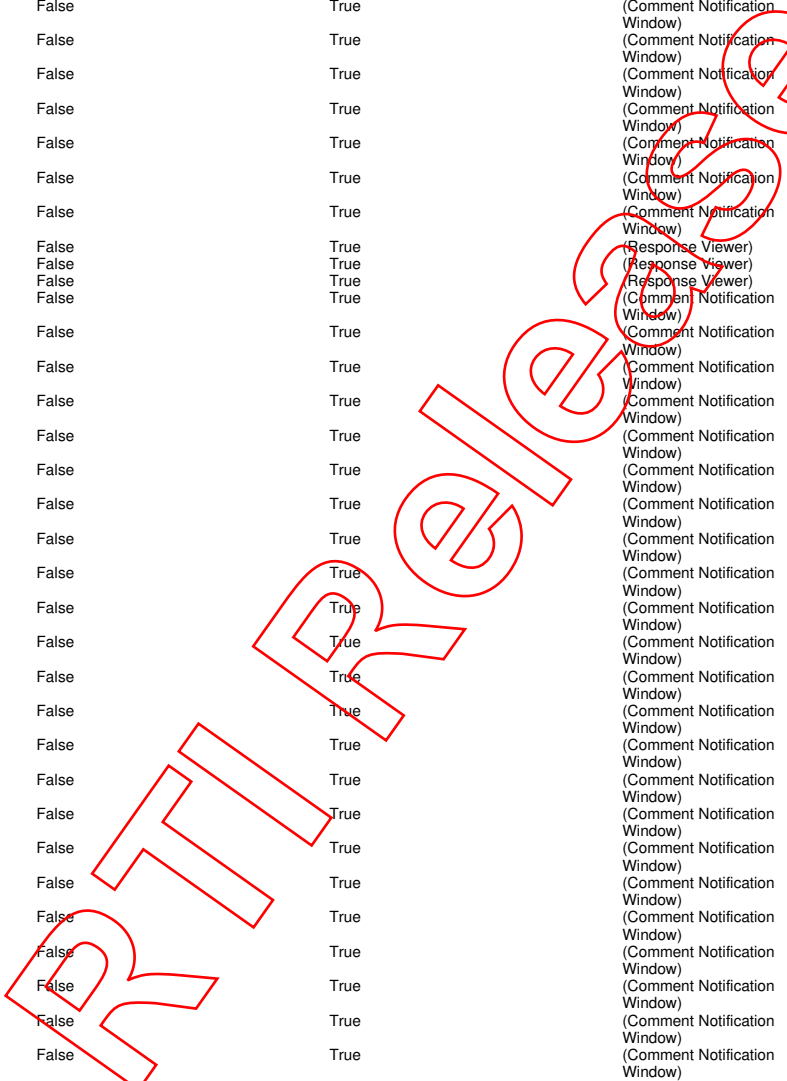 False True (Comment Notification
Window)
False True (Comment Notification
Window)
False True (Comment Notification
Window)
False True (Comment Notification
Window)
False True (Comment Notification
Window)
False True (Comment Notification
Window)
False True (Comment Notification
Window)
False True (Response Viewer)
False True (Response Viewer)
False True (Response Viewer)
False True (Comment Notification
Window)
False True (Comment Notification
Window)
False True (Comment Notification
Window)
False True (Comment Notification
Window)
False True (Comment Notification
Window)
False True (Comment Notification
Window)
False True (Comment Notification
Window)
False True (Comment Notification
Window)
False True (Comment Notification
Window)
False True (Comment Notification
Window)
False True (Comment Notification
Window)
False True (Comment Notification
Window)
False True (Comment Notification
Window)
False True (Comment Notification
Window)
False True (Comment Notification
Window)
False True (Comment Notification
Window)
False True (Comment Notification
Window)
False True (Comment Notification
Window)
False True (Comment Notification
Window)
False True (Comment Notification
Window)
False True (Comment Notification
Window)
False True (Comment Notification
Window)
False True (Comment Notification
Window)
RTI Release